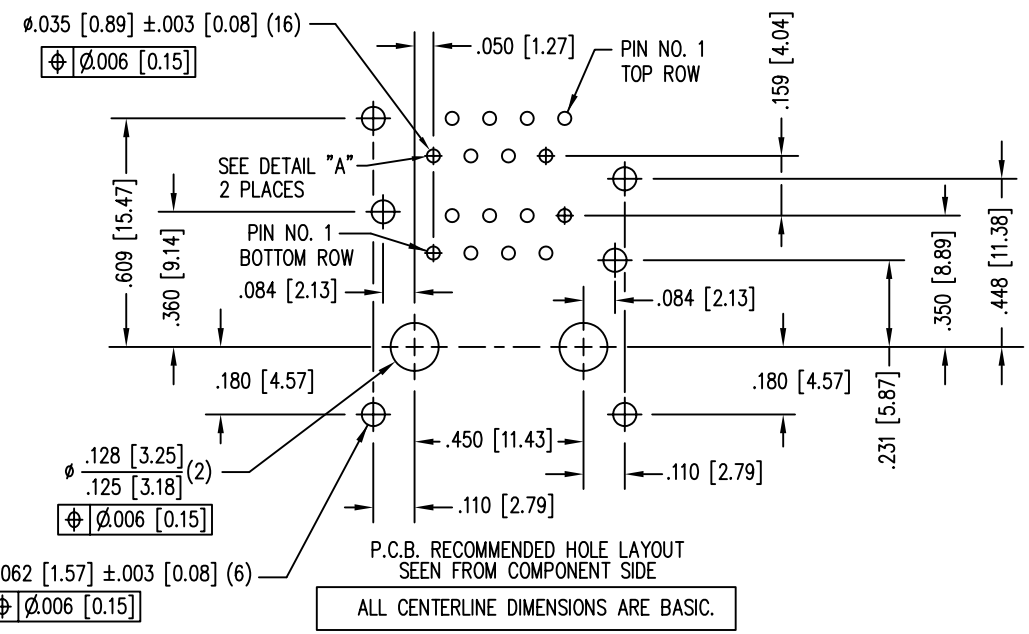 ø.035 [0.89] ±.003 [0.08] (16)
⌖ Ø.006 [0.15]
.050 [1.27]
PIN NO. 1
TOP ROW
.159 [4.04]
SEE DETAIL "A"
2 PLACES
PIN NO. 1
BOTTOM ROW
.609 [15.47]
.360 [9.14]
.084 [2.13]
.084 [2.13]
.350 [8.89]
.448 [11.38]
.180 [4.57]
.180 [4.57]
.231 [5.87]
.450 [11.43]
ø .128 [3.25]
.125 [3.18] (2)
⌖ Ø.006 [0.15]
.110 [2.79]
.110 [2.79]
062 [1.57] ±.003 [0.08] (6)
⌖ Ø.006 [0.15]
P.C.B. RECOMMENDED HOLE LAYOUT
SEEN FROM COMPONENT SIDE
ALL CENTERLINE DIMENSIONS ARE BASIC.